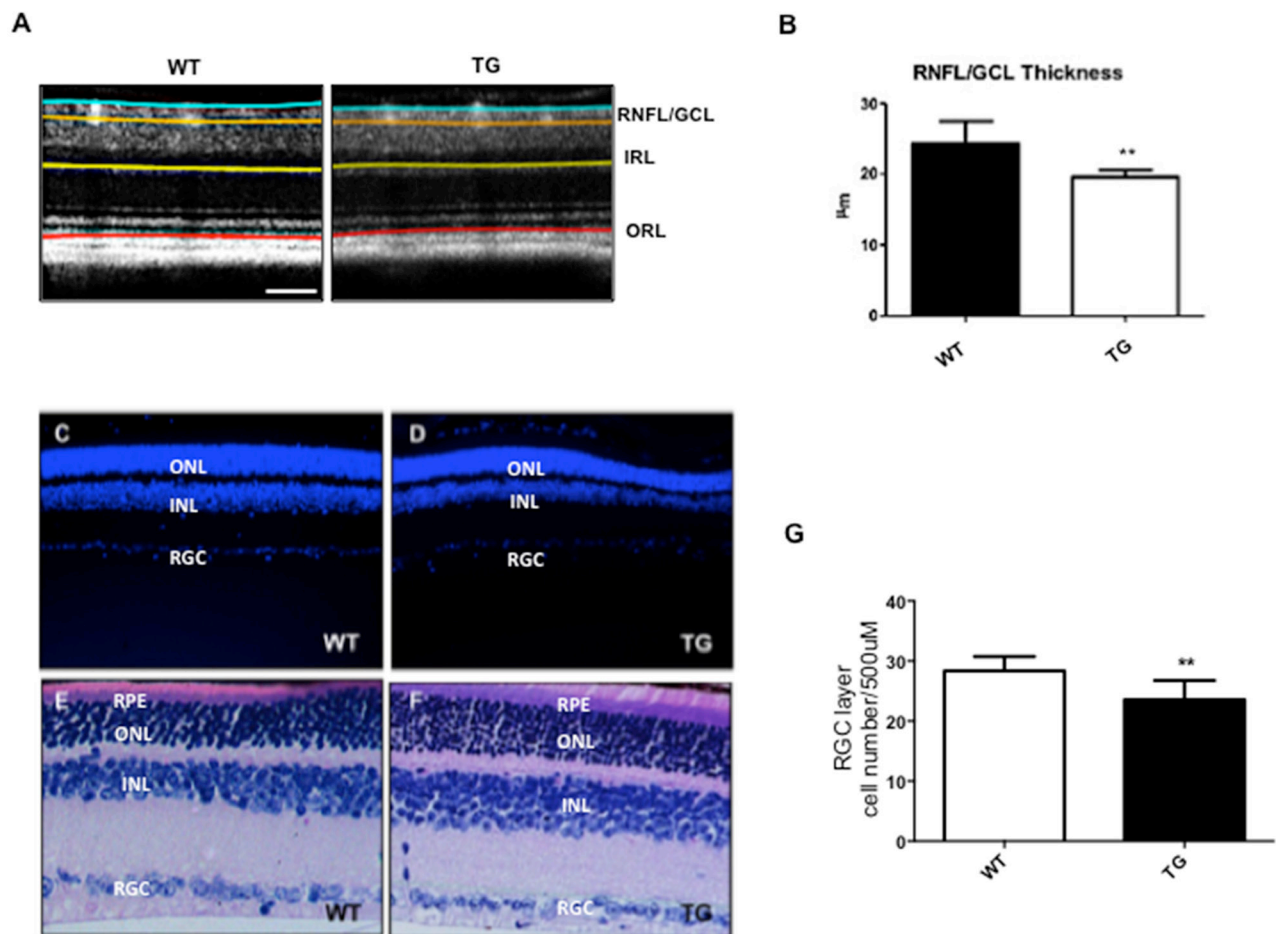 A
WT
TG
RNFL/GCL
IRL
ORL
B
RNFL/GCL Thickness
30
20
10
0
µm
**
WT
TG
C
ONL
INL
RGC
WT
D
ONL
INL
RGC
TG
E
RPE
ONL
INL
RGC
WT
F
RPE
ONL
INL
RGC
TG
G
RGC layer
cell number/500uM
40
30
20
10
0
**
WT
TG